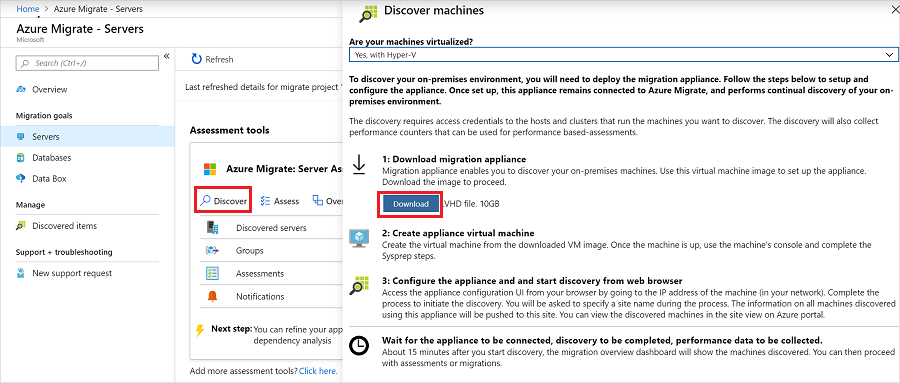 Home > Azure Migrate - Servers
Azure Migrate - Servers
Microsoft
Search (Ctrl+/)
«
Overview
Migration goals
Servers
Databases
Data Box
Manage
Discovered items
Support + troubleshooting
New support request
Refresh
Last refreshed details for migrate project '
Assessment tools
Azure Migrate: Server Ass
Discover
Assess
Over
Discovered servers
Groups
Assessments
Notifications
Next step: You can refine your app
dependency analysis
Add more assessment tools? Click here.
Discover machines
Are your machines virtualized?
Yes, with Hyper-V
To discover your on-premises environment, you will need to deploy the migration appliance. Follow the steps below to setup and
configure the appliance. Once set up, this appliance remains connected to Azure Migrate, and performs continual discovery of your on-
premises environment.
The discovery requires access credentials to the hosts and clusters that run the machines you want to discover. The discovery will also collect
performance counters that can be used for performance based-assessments.
1: Download migration appliance
Migration appliance enables you to discover your on-premises machines. Use this virtual machine image to set up the appliance.
Download the image to proceed.
Download
VHD file. 10GB
2: Create appliance virtual machine
Create the virtual machine from the downloaded VM image. Once the machine is up, use the machine's console and complete the
Sysprep steps.
3: Configure the appliance and and start discovery from web browser
Access the appliance configuration UI from your browser by going to the IP address of the machine (in your network). Complete the
process to initiate the discovery. You will be asked to specify a site name during the process. The information on all machines discovered
using this appliance will be pushed to this site. You can view the discovered machines in the site view on Azure portal.
Wait for the appliance to be connected, discovery to be completed, performance data to be collected.
About 15 minutes after you start discovery, the migration overview dashboard will show the machines discovered. You can then proceed
with assessments or migrations.